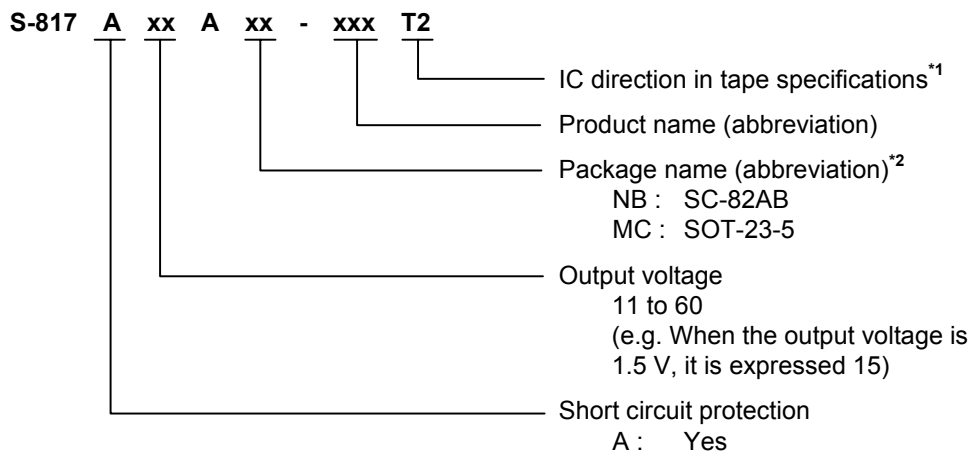 S-817 A xx A xx - xxx T2
IC direction in tape specifications*1
Product name (abbreviation)
Package name (abbreviation)*2
NB : SC-82AB
MC : SOT-23-5
Output voltage
11 to 60
(e.g. When the output voltage is
1.5 V, it is expressed 15)
Short circuit protection
A : Yes